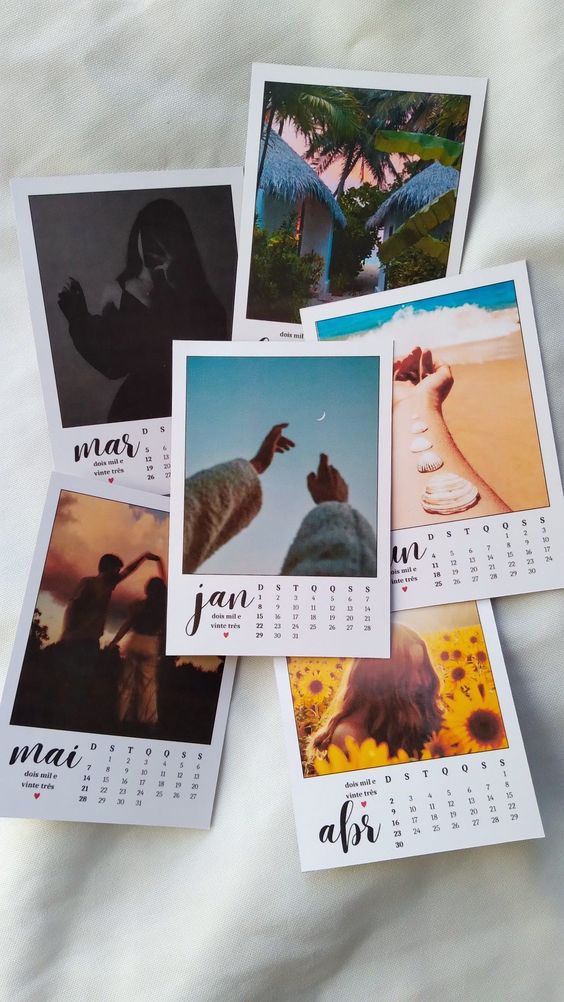 dois mil e
D S
5 6
12 13
19 20
mar
dois mil e
vinte três
un
D S T Q Q S S
1 2 3
4 5 6 7 8 9 10
11 12 13 14 15 16 17
18 19 20 21 22 23 24
25 26 27 28 29 30
jan
dois mil e
vinte três
D S T Q Q S S
1 2 3 4 5 6 7
8 9 10 11 12 13 14
15 16 17 18 19 20 21
22 23 24 25 26 27 28
29 30 31
mai
dois mil e
vinte três
D S T Q Q S S
1 2 3 4 5 6
7 8 9 10 11 12 13
14 15 16 17 18 19 20
21 22 23 24 25 26 27
28 29 30 31
dois mil e
vinte três
abr
D S T Q Q S S
1
2 3 4 5 6 7 8
9 10 11 12 13 14 15
16 17 18 19 20 21 22
23 24 25 26 27 28 29
30